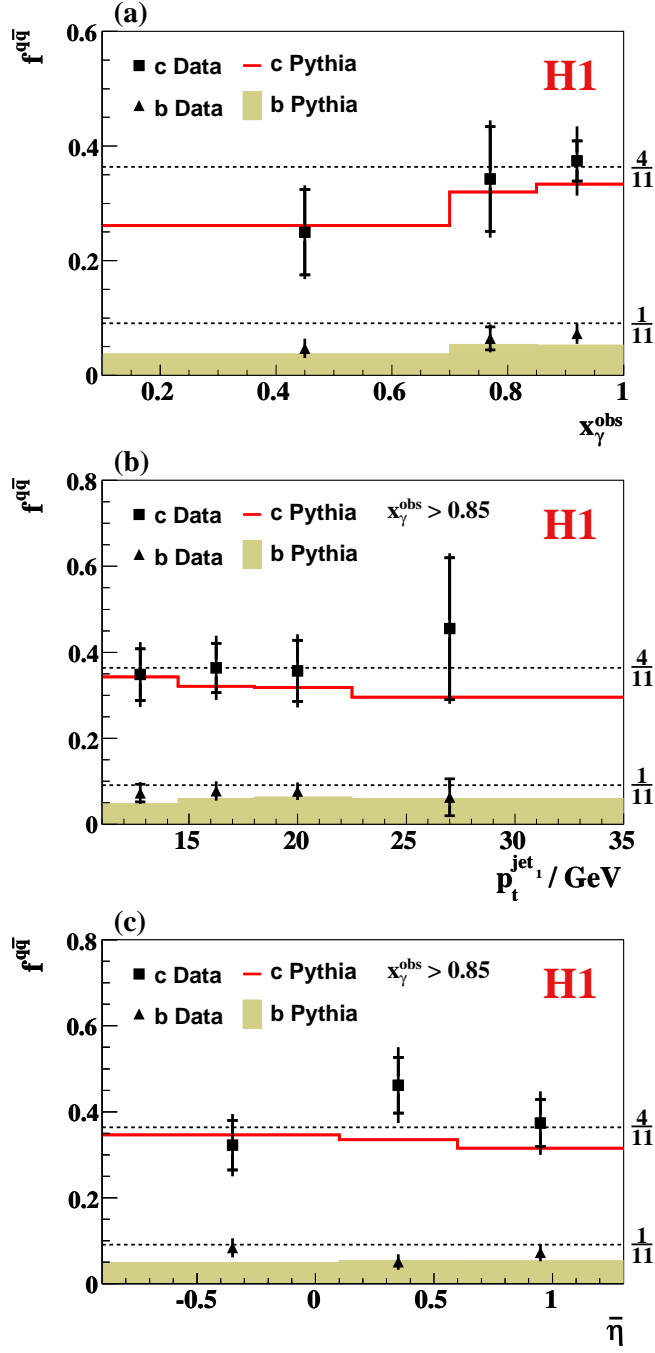 (a)
f^qq̄
0.6
0.4
0.2
0
c Data
c Pythia
b Data
b Pythia
H1
4/11
1/11
0.2 0.4 0.6 0.8 1
x_γ^obs
(b)
f^qq̄
0.8
0.6
0.4
0.2
0
c Data
c Pythia
x_γ^obs > 0.85
b Data
b Pythia
H1
4/11
1/11
15 20 25 30 35
p_t^jet_1 / GeV
(c)
f^qq̄
0.8
0.6
0.4
0.2
0
c Data
c Pythia
x_γ^obs > 0.85
b Data
b Pythia
H1
4/11
1/11
-0.5 0 0.5 1
η̄